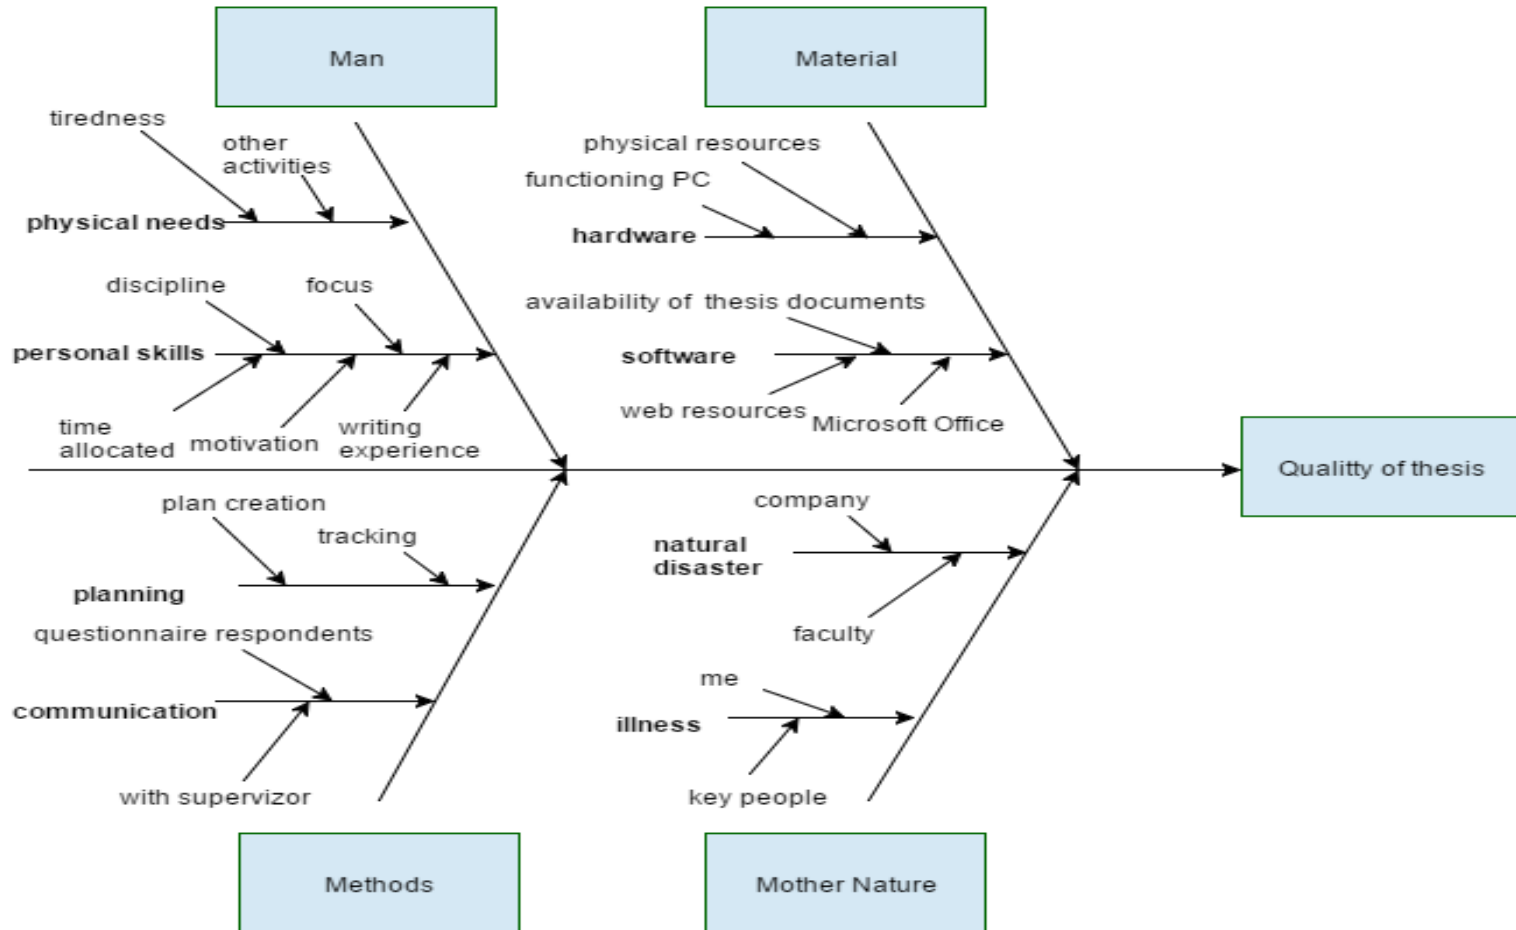 Man
Material
tiredness
other
activities
physical needs
physical resources
functioning PC
hardware
discipline
focus
personal skills
time
allocated
motivation
writing
experience
availability of thesis documents
software
web resources
Microsoft Office
Qualitty of thesis
plan creation
tracking
planning
questionnaire respondents
communication
with supervizor
company
natural
disaster
faculty
me
illness
key people
Methods
Mother Nature